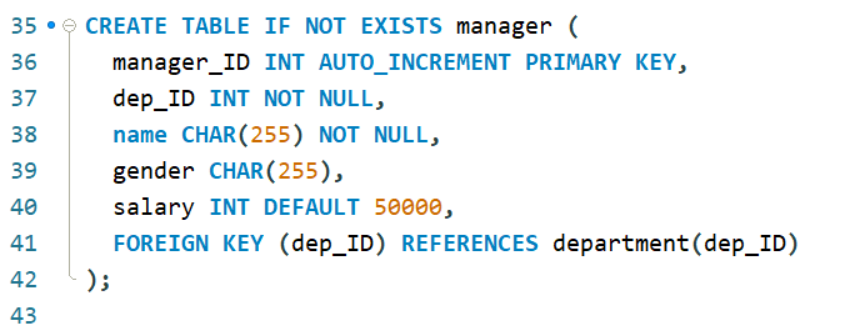 35 CREATE TABLE IF NOT EXISTS manager (
36 manager_ID INT AUTO_INCREMENT PRIMARY KEY,
37 dep_ID INT NOT NULL,
38 name CHAR(255) NOT NULL,
39 gender CHAR(255),
40 salary INT DEFAULT 50000,
41 FOREIGN KEY (dep_ID) REFERENCES department(dep_ID)
42 );
43